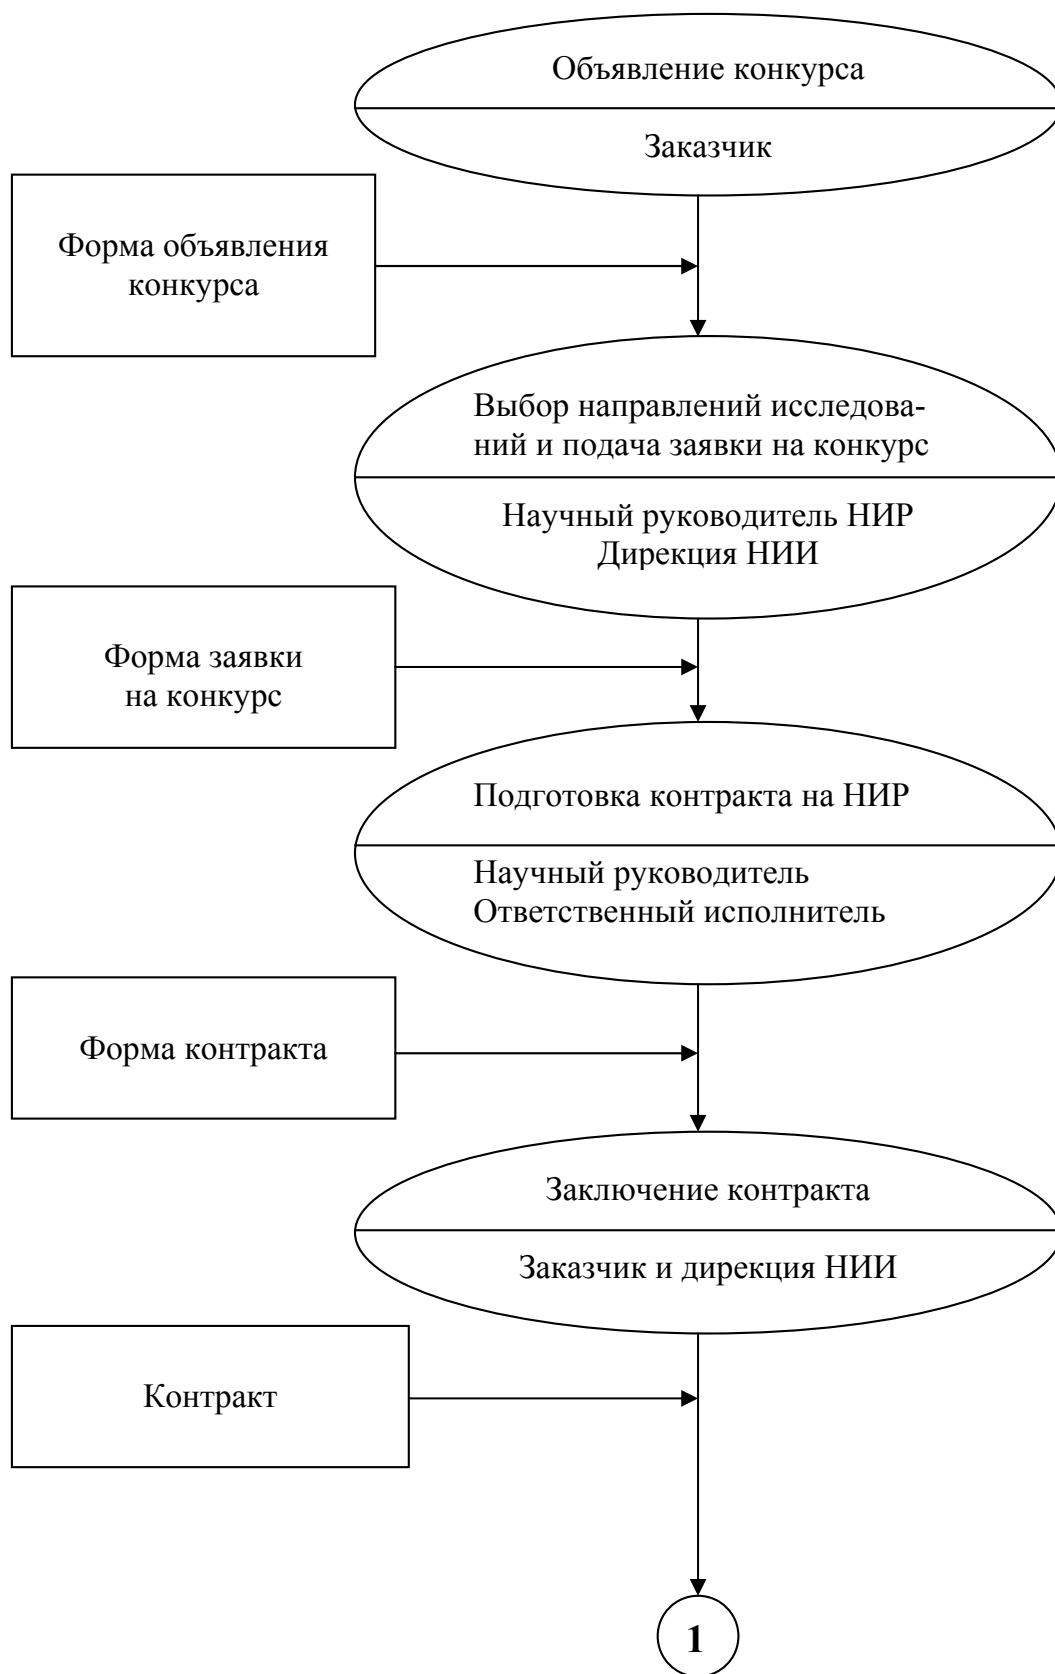 Объявление конкурса
Заказчик
Форма объявления
конкурса
Выбор направлений исследова-
ний и подача заявки на конкурс
Научный руководитель НИР
Дирекция НИИ
Форма заявки
на конкурс
Подготовка контракта на НИР
Научный руководитель
Ответственный исполнитель
Форма контракта
Заключение контракта
Заказчик и дирекция НИИ
Контракт
1